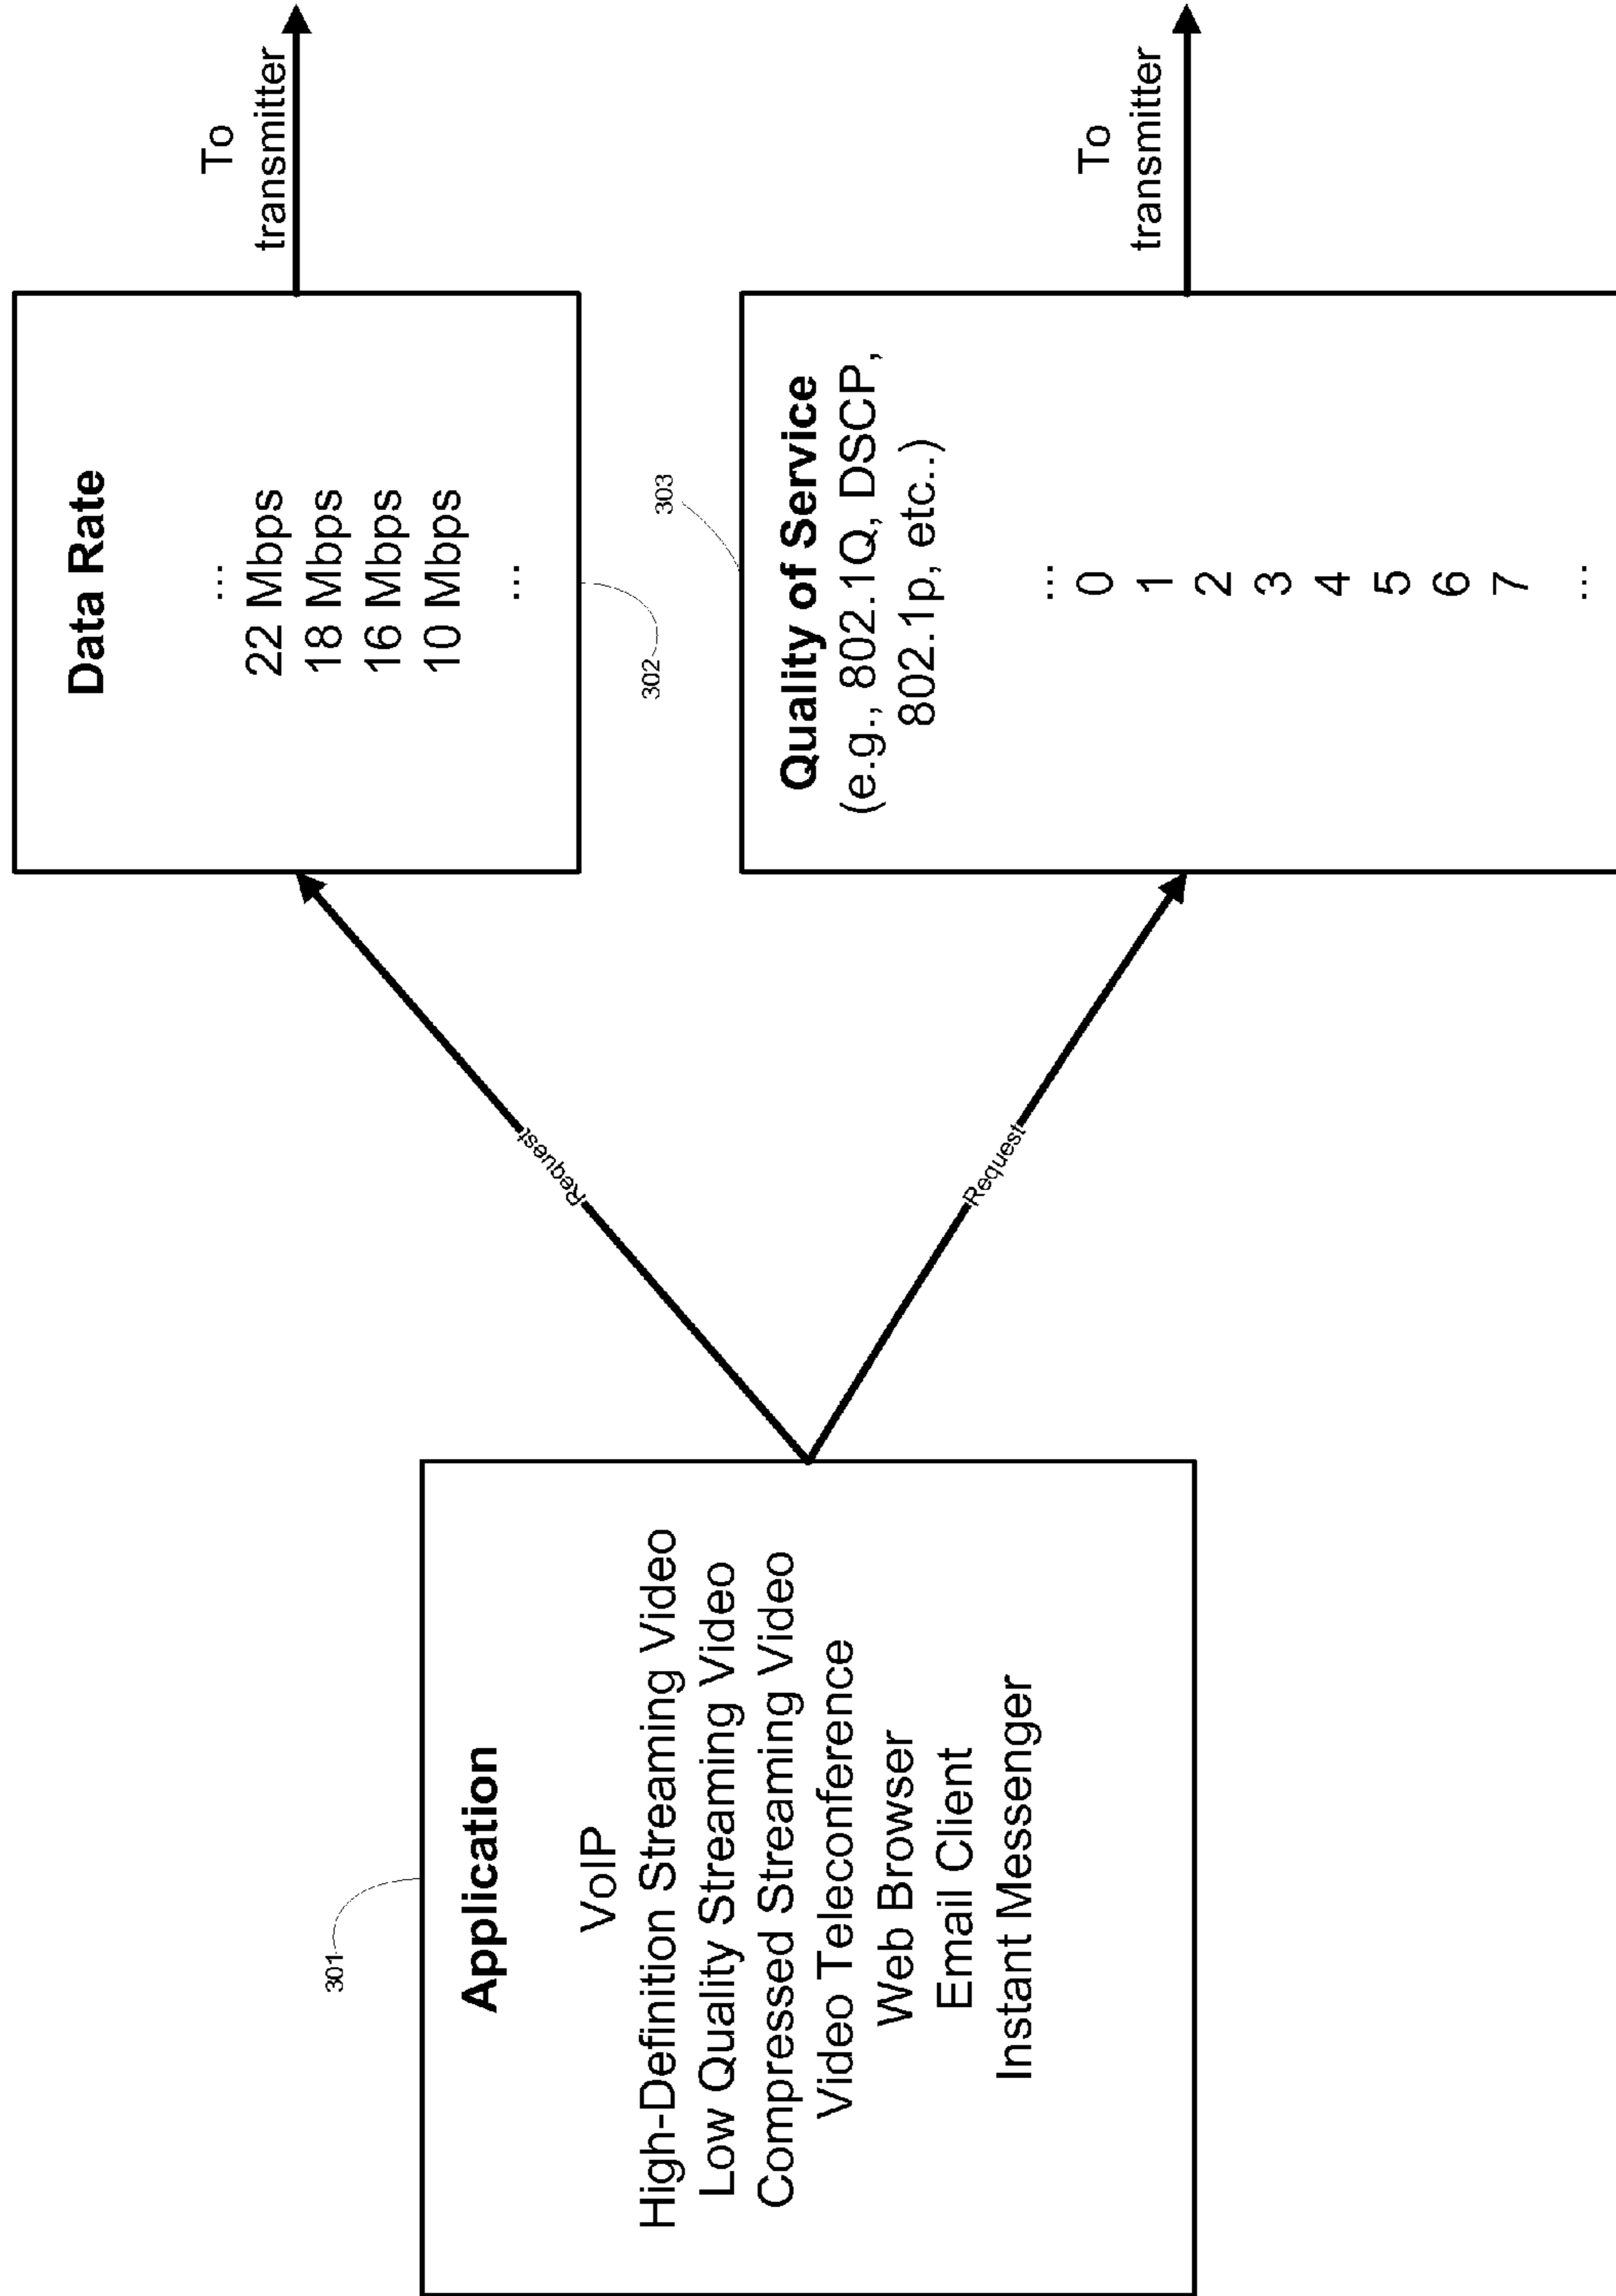 301
Application
VoIP
High-Definition Streaming Video
Low Quality Streaming Video
Compressed Streaming Video
Video Teleconference
Web Browser
Email Client
Instant Messenger
Request
Request
Data Rate
...
22 Mbps
18 Mbps
16 Mbps
10 Mbps
...
302
To
transmitter
303
Quality of Service
(e.g., 802.1Q, DSCP,
802.1p, etc..)
...
0
1
2
3
4
5
6
7
...
To
transmitter